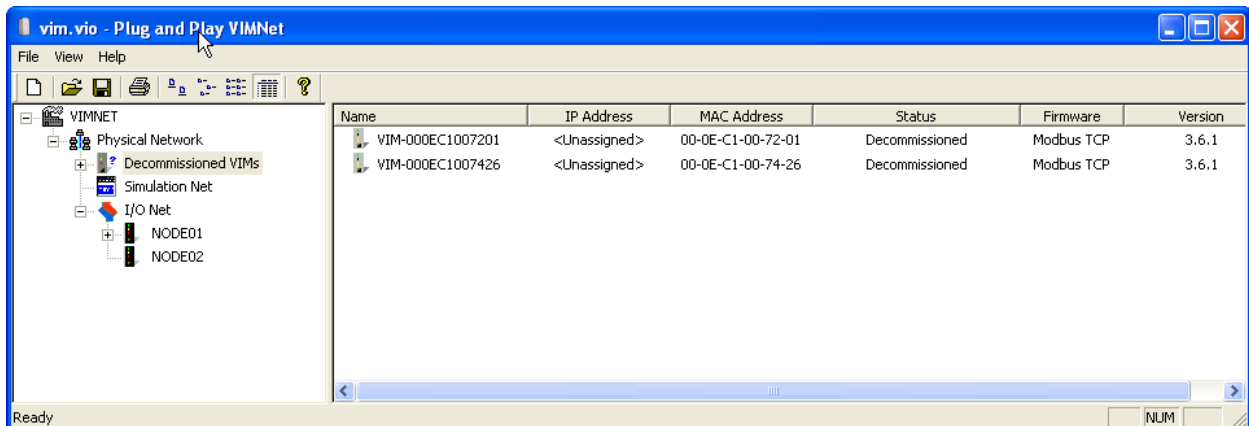 vim.vio - Plug and Play VIMNet
File View Help
VIMNET
Physical Network
Decommissioned VIMs
Simulation Net
I/O Net
NODE01
NODE02
Name IP Address MAC Address Status Firmware Version
VIM-000EC1007201 <Unassigned> 00-0E-C1-00-72-01 Decommissioned Modbus TCP 3.6.1
VIM-000EC1007426 <Unassigned> 00-0E-C1-00-74-26 Decommissioned Modbus TCP 3.6.1
Ready NUM